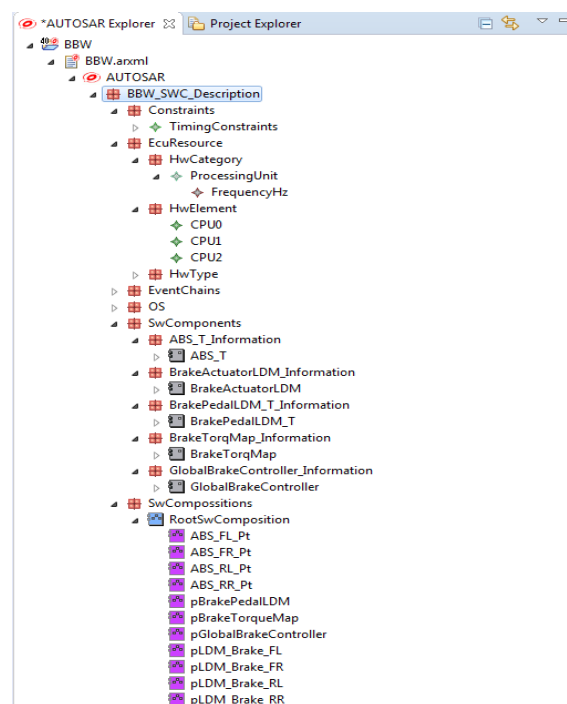 *AUTOSAR Explorer Project Explorer
BBW
BBW.arxml
AUTOSAR
BBW_SWC_Description
Constraints
TimingConstraints
EcuResource
HwCategory
ProcessingUnit
FrequencyHz
HwElement
CPU0
CPU1
CPU2
HwType
EventChains
OS
SwComponents
ABS_T_Information
ABS_T
BrakeActuatorLDM_Information
BrakeActuatorLDM
BrakePedalLDM_T_Information
BrakePedalLDM_T
BrakeTorqMap_Information
BrakeTorqMap
GlobalBrakeController_Information
GlobalBrakeController
SwCompossitions
RootSwComposition
ABS_FL_Pt
ABS_FR_Pt
ABS_RL_Pt
ABS_RR_Pt
pBrakePedalLDM
pBrakeTorqueMap
pGlobalBrakeController
pLDM_Brake_FL
pLDM_Brake_FR
pLDM_Brake_RL
pLDM_Brake_RR